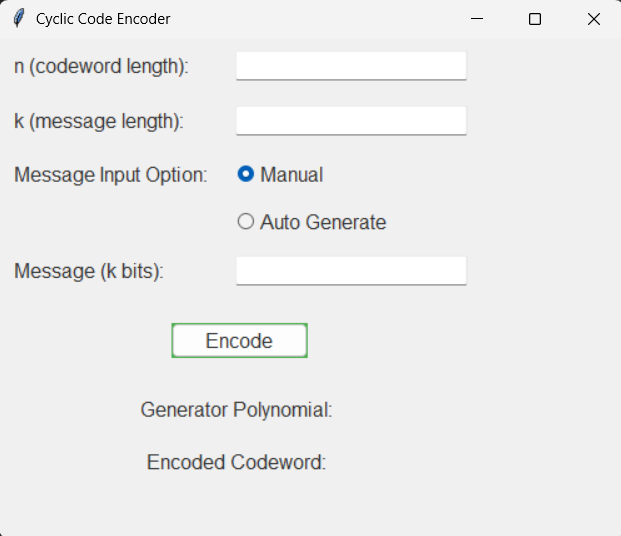 Cyclic Code Encoder
n (codeword length):
k (message length):
Message Input Option: Manual
Auto Generate
Message (k bits):
Encode
Generator Polynomial:
Encoded Codeword: